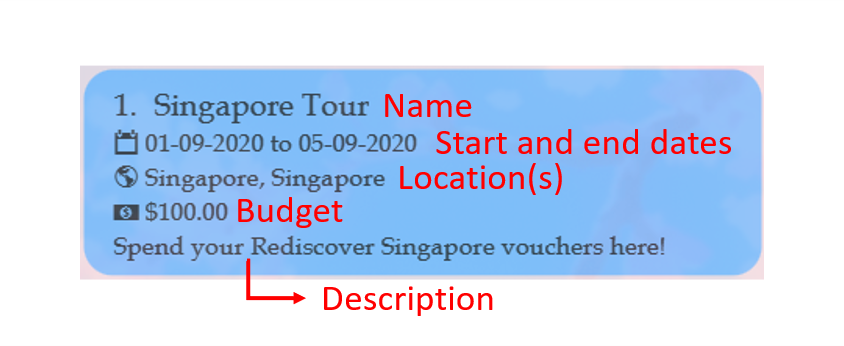 1. Singapore Tour Name
01-09-2020 to 05-09-2020 Start and end dates
Singapore, Singapore Location(s)
$100.00 Budget
Spend your Rediscover Singapore vouchers here!
Description